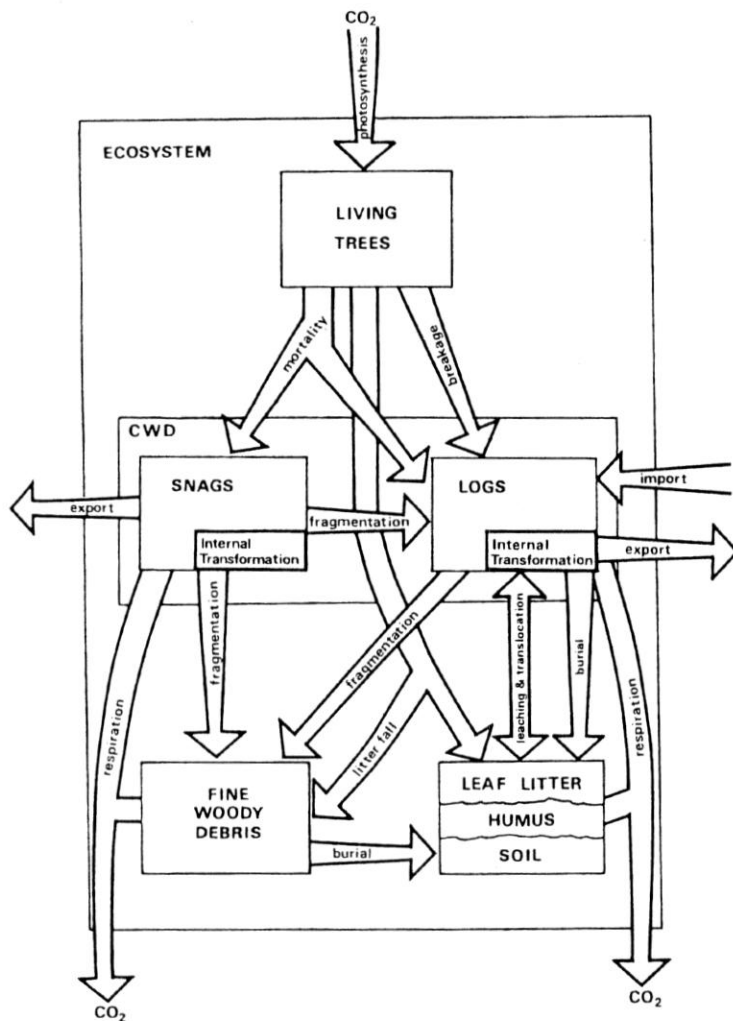 CO₂
photosynthesis
ECOSYSTEM
LIVING
TREES
mortality
breakage
CWD
SNAGS
LOGS
import
export
fragmentation
Internal
Transformation
Internal
Transformation
export
fragmentation
fragmentation
leaching & translocation
burial
respiration
respiration
litter fall
FINE
WOODY
DEBRIS
LEAF LITTER
HUMUS
SOIL
burial
CO₂
CO₂